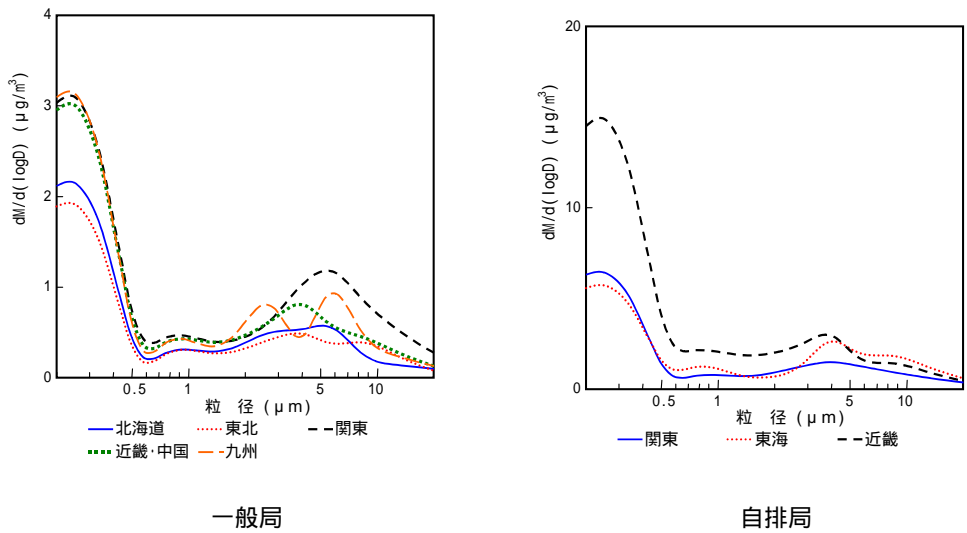 4
3
2
1
0
dM/d(logD) (μg/m³)
0.5
1
5
10
粒 径 (μm)
北海道
東北
関東
近畿・中国
九州
一般局
20
10
0
dM/d(logD) (μg/m³)
0.5
1
5
10
粒 径 (μm)
関東
東海
近畿
自排局